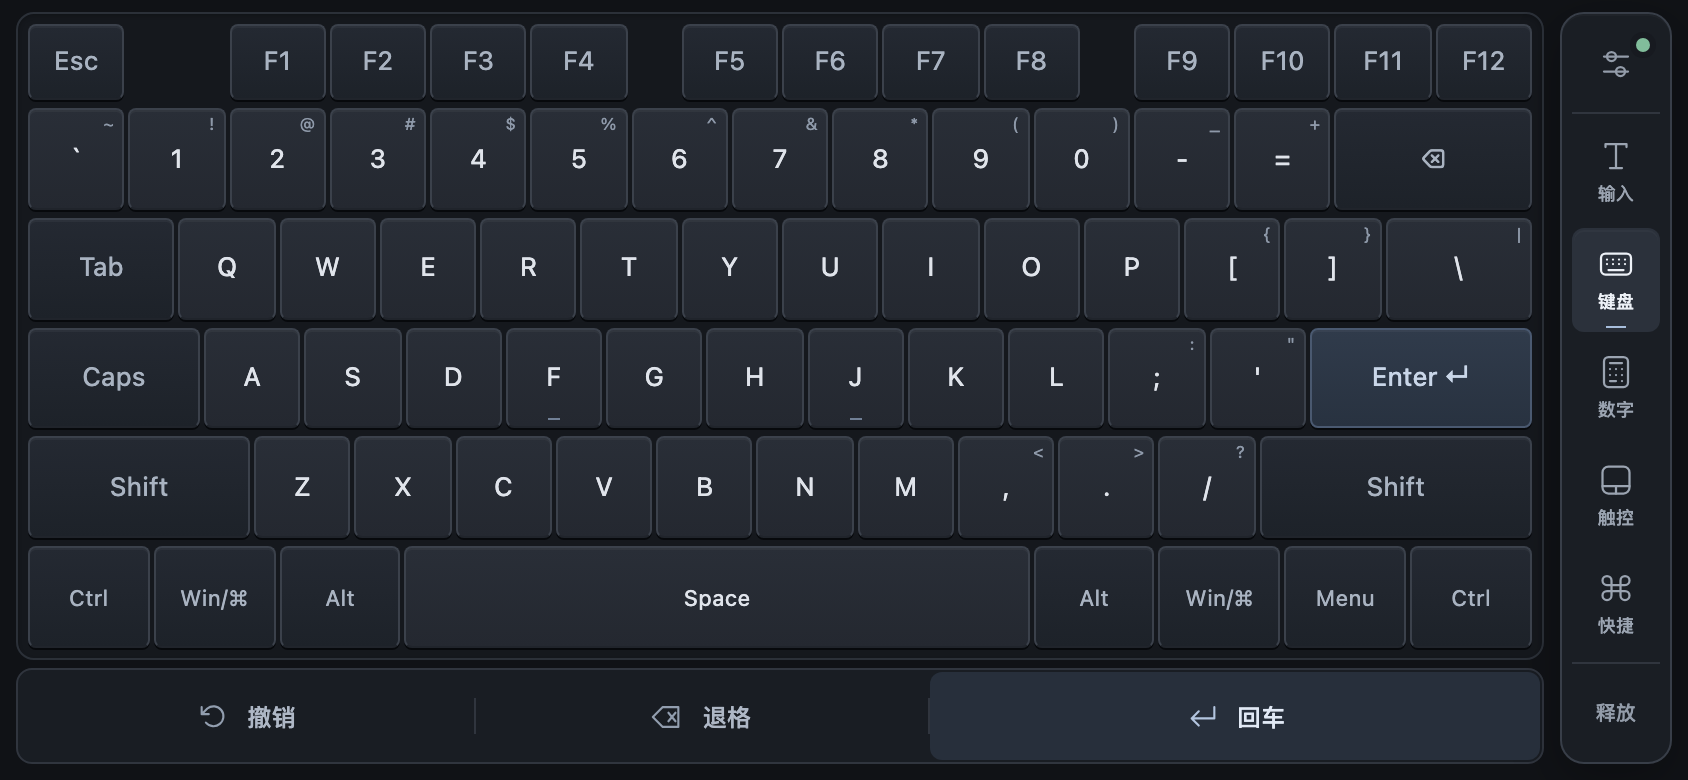 Esc F1 F2 F3 F4 F5 F6 F7 F8 F9 F10 F11 F12
~ ! @ # $ % ^ & * ( ) _ +
` 1 2 3 4 5 6 7 8 9 0 - =
{ } |
Tab Q W E R T Y U I O P [ ] \
: "
Caps A S D F G H J K L ; ' Enter ↵
< > ?
Shift Z X C V B N M , . / Shift
Ctrl Win/⌘ Alt Space Alt Win/⌘ Menu Ctrl
撤销 退格 回车
输入
键盘
数字
触控
快捷
释放